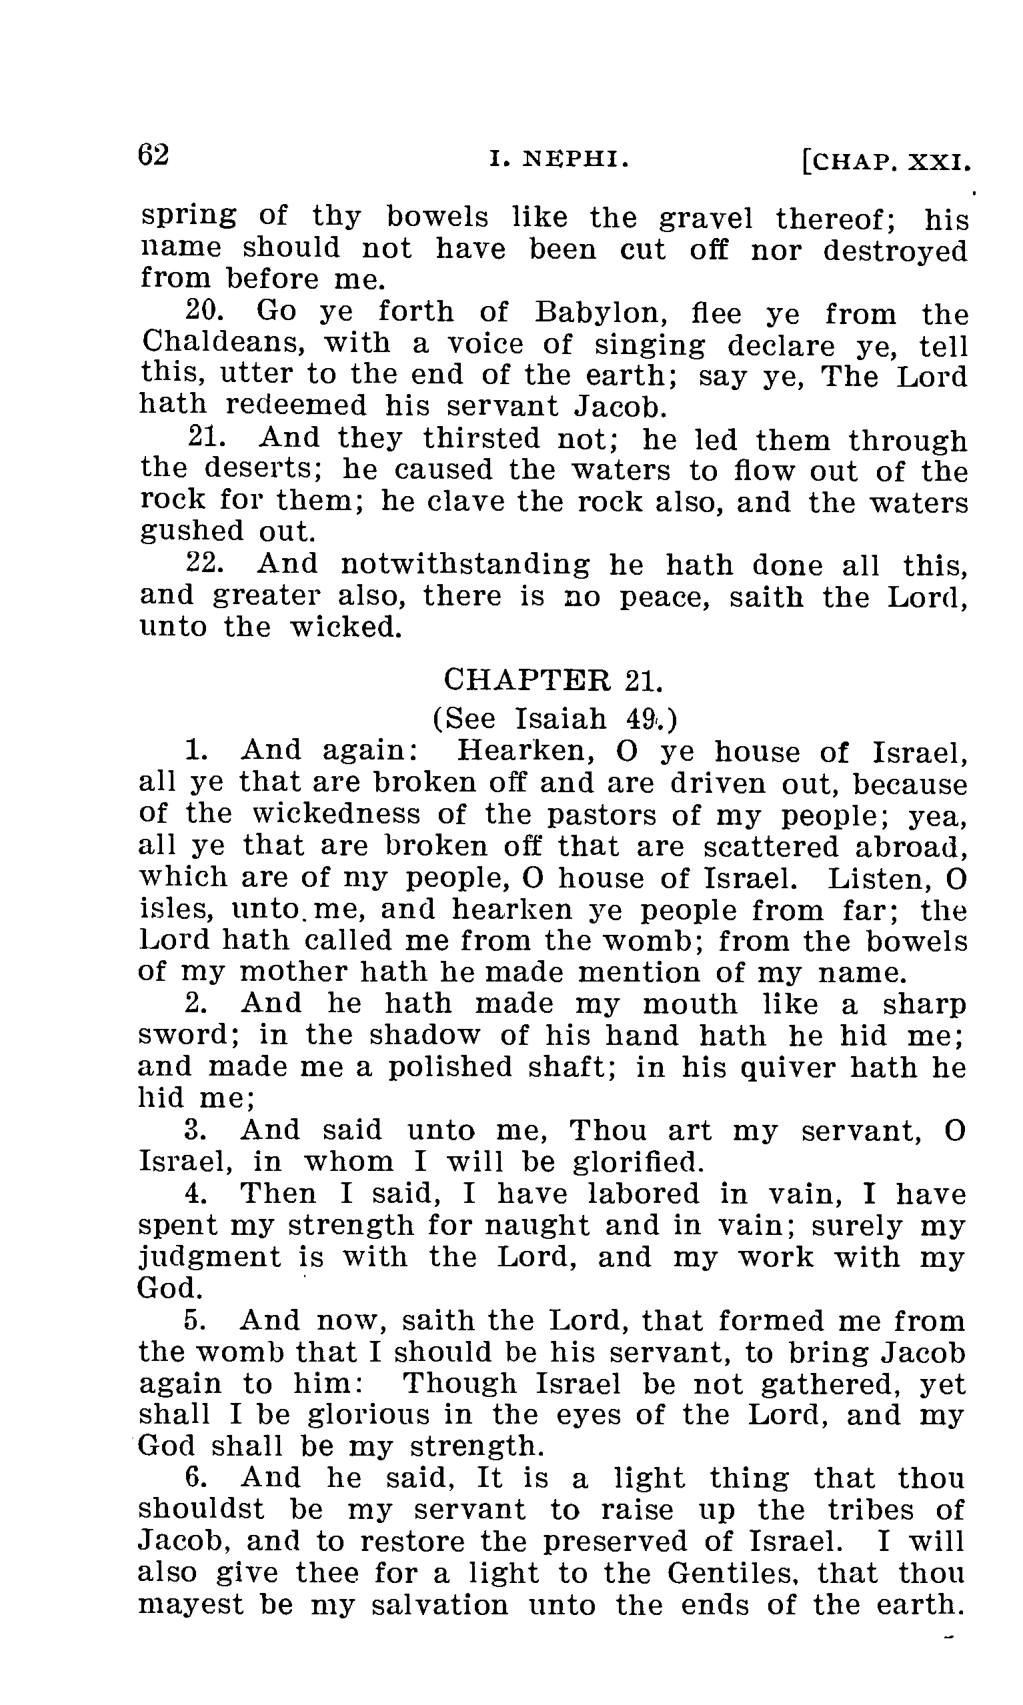 62 I. NEPHI. [CHAP. XXI.
spring of thy bowels like the gravel thereof; his
name should not have been cut off nor destroyed
from before me.
20. Go ye forth of Babylon, flee ye from the
Chaldeans, with a voice of singing declare ye, tell
this, utter to the end of the earth; say ye, The Lord
hath redeemed his servant Jacob.
21. And they thirsted not; he led them through
the deserts; he caused the waters to flow out of the
rock for them; he clave the rock also, and the waters
gushed out.
22. And notwithstanding he hath done all this,
and greater also, there is no peace, saith the Lord,
unto the wicked.
CHAPTER 21.
(See Isaiah 49.)
1. And again: Hearken, O ye house of Israel,
all ye that are broken off and are driven out, because
of the wickedness of the pastors of my people; yea,
all ye that are broken off that are scattered abroad,
which are of my people, O house of Israel. Listen, O
isles, unto me, and hearken ye people from far; the
Lord hath called me from the womb; from the bowels
of my mother hath he made mention of my name.
2. And he hath made my mouth like a sharp
sword; in the shadow of his hand hath he hid me;
and made me a polished shaft; in his quiver hath he
hid me;
3. And said unto me, Thou art my servant, O
Israel, in whom I will be glorified.
4. Then I said, I have labored in vain, I have
spent my strength for naught and in vain; surely my
judgment is with the Lord, and my work with my
God.
5. And now, saith the Lord, that formed me from
the womb that I should be his servant, to bring Jacob
again to him: Though Israel be not gathered, yet
shall I be glorious in the eyes of the Lord, and my
God shall be my strength.
6. And he said, It is a light thing that thou
shouldst be my servant to raise up the tribes of
Jacob, and to restore the preserved of Israel. I will
also give thee for a light to the Gentiles, that thou
mayest be my salvation unto the ends of the earth.